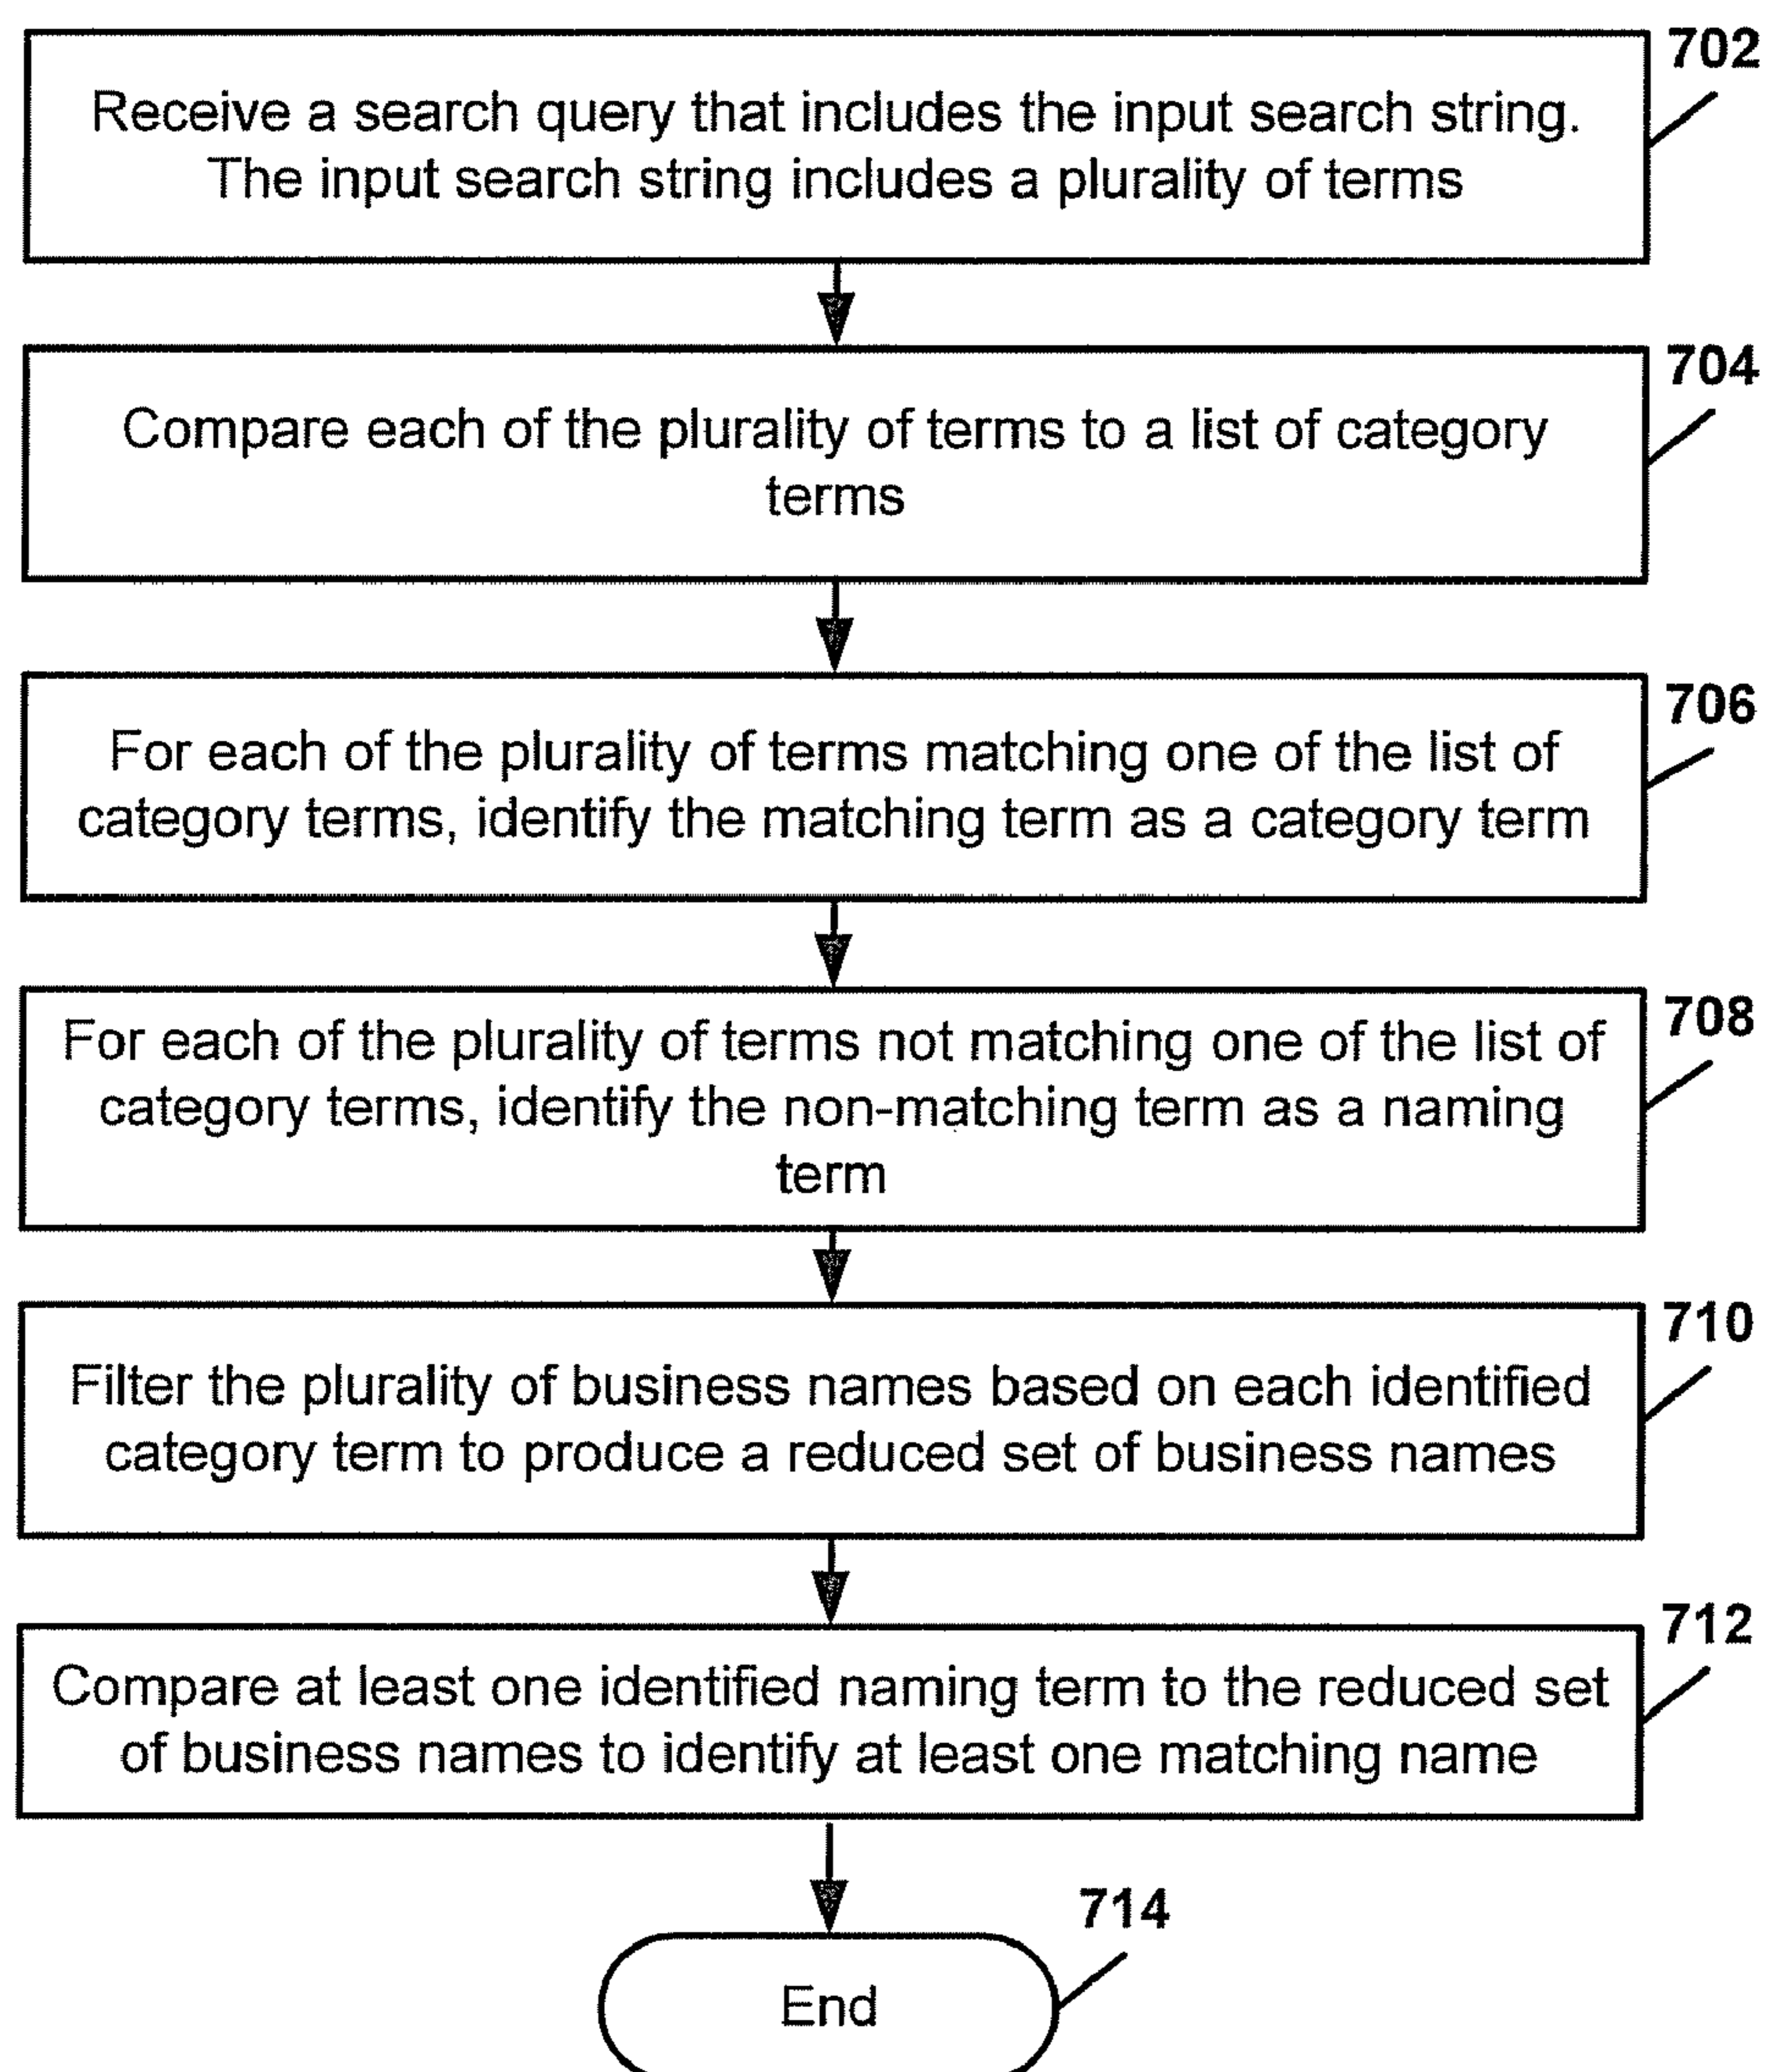 702
Receive a search query that includes the input search string.
The input search string includes a plurality of terms
704
Compare each of the plurality of terms to a list of category
terms
706
For each of the plurality of terms matching one of the list of
category terms, identify the matching term as a category term
708
For each of the plurality of terms not matching one of the list of
category terms, identify the non-matching term as a naming
term
710
Filter the plurality of business names based on each identified
category term to produce a reduced set of business names
712
Compare at least one identified naming term to the reduced set
of business names to identify at least one matching name
714
End